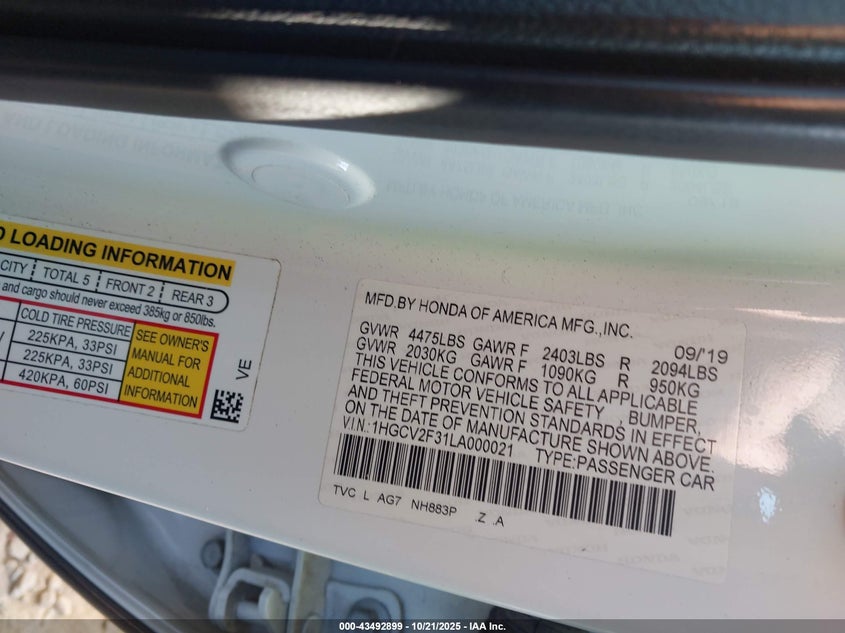 D LOADING INFORMATION
CITY TOTAL 5 FRONT 2 REAR 3
and cargo should never exceed 385kg or 850lbs.
COLD TIRE PRESSURE
225KPA, 33PSI
225KPA, 33PSI
420KPA, 60PSI
SEE OWNER'S
MANUAL FOR
ADDITIONAL
INFORMATION
VE
MFD.BY HONDA OF AMERICA MFG.,INC.
09/'19
GVWR 4475LBS GAWR F 2403LBS R 2094LBS
GVWR 2030KG GAWR F 1090KG R 950KG
THIS VEHICLE CONFORMS TO ALL APPLICABLE
FEDERAL MOTOR VEHICLE SAFETY , BUMPER,
AND THEFT PREVENTION STANDARDS IN EFFECT
ON THE DATE OF MANUFACTURE SHOWN ABOVE.
VIN:1HGCV2F31LA000021 TYPE:PASSENGER CAR
TVC L AG7 NH883P .Z .A
000-43492899 - 10/21/2025 - IAA Inc.